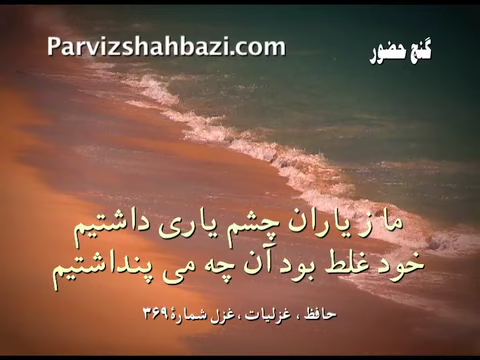 Parvizshahbazi.com
گنج حضور
ما ز یاران چشم یاری داشتیم
خود غلط بود آن چه می پنداشتیم
حافظ ، غزلیات ، غزل شمارهٔ ۳۶۹